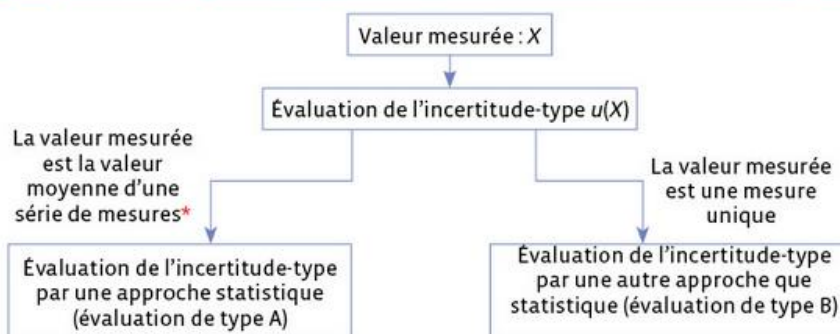 Valeur mesurée : X
Évaluation de l'incertitude-type u(X)
La valeur mesurée
est la valeur
moyenne d'une
série de mesures*
La valeur mesurée
est une mesure
unique
Évaluation de l'incertitude-type
par une approche statistique
(évaluation de type A)
Évaluation de l'incertitude-type
par une autre approche que
statistique (évaluation de type B)